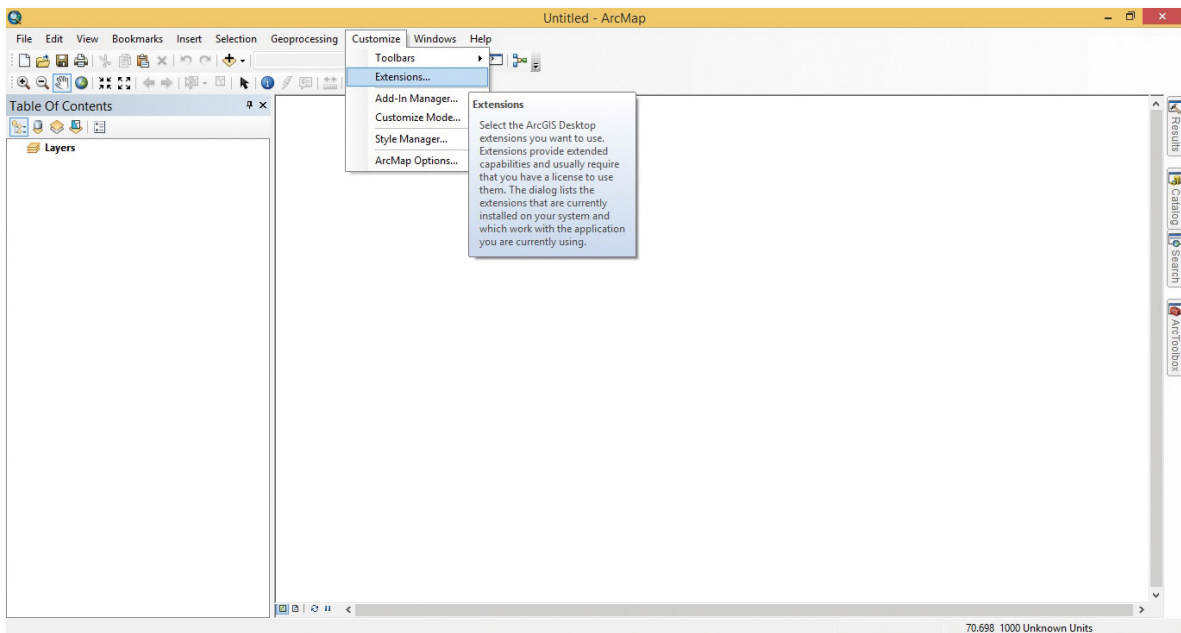 Untitled - ArcMap
File Edit View Bookmarks Insert Selection Geoprocessing Customize Windows Help
Toolbars
Extensions...
Add-In Manager...
Customize Mode...
Style Manager...
ArcMap Options...
Extensions
Select the ArcGIS Desktop
extensions you want to use.
Extensions provide extended
capabilities and usually require
that you have a license to use
them. The dialog lists the
extensions that are currently
installed on your system and
which work with the application
you are currently using.
Table Of Contents
Layers
Results
Catalog
Search
ArcToolbox
70.698 1000 Unknown Units